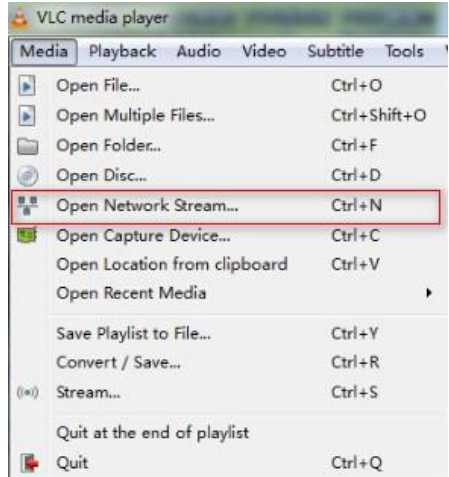 VLC media player
Media Playback Audio Video Subtitle Tools
Open File... Ctrl+O
Open Multiple Files... Ctrl+Shift+O
Open Folder... Ctrl+F
Open Disc... Ctrl+D
Open Network Stream... Ctrl+N
Open Capture Device... Ctrl+C
Open Location from clipboard Ctrl+V
Open Recent Media
Save Playlist to File... Ctrl+Y
Convert / Save... Ctrl+R
Stream... Ctrl+S
Quit at the end of playlist
Quit Ctrl+Q